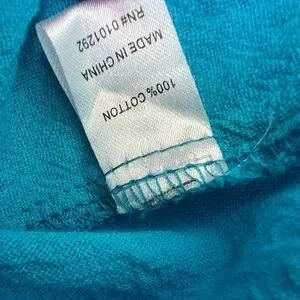 100% COTTON
MADE IN CHINA
RN# 0101292